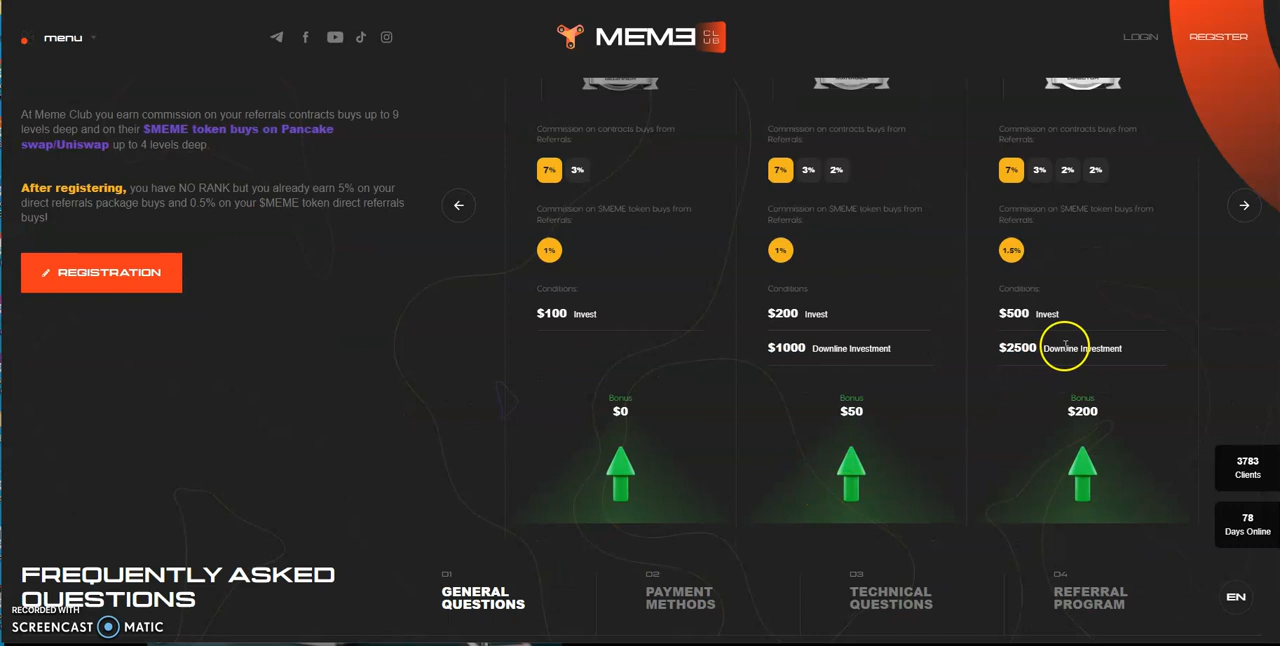 menu
MEME CLUB
LOGIN
REGISTER
At Meme Club you earn commission on your referrals contracts buys up to 9
levels deep and on their $MEME token buys on Pancake
swap/Uniswap up to 4 levels deep.
After registering, you have NO RANK but you already earn 5% on your
direct referrals package buys and 0.5% on your $MEME token direct referrals
buys!
REGISTRATION
Commission on contracts buys from
Referrals:
7% 3%
Commission on $MEME token buys from
Referrals:
1%
Conditions:
$100 Invest
Bonus
$0
Commission on contracts buys from
Referrals:
7% 3% 2%
Commission on $MEME token buys from
Referrals:
1%
Conditions:
$200 Invest
$1000 Downline Investment
Bonus
$50
DIRECTOR
Commission on contracts buys from
Referrals:
7% 3% 2% 2%
Commission on $MEME token buys from
Referrals:
1.5%
Conditions:
$500 Invest
$2500 Downline Investment
Bonus
$200
3783
Clients
78
Days Online
FREQUENTLY ASKED
QUESTIONS
01
GENERAL
QUESTIONS
02
PAYMENT
METHODS
03
TECHNICAL
QUESTIONS
04
REFERRAL
PROGRAM
EN
RECORDED WITH
SCREENCAST MATIC